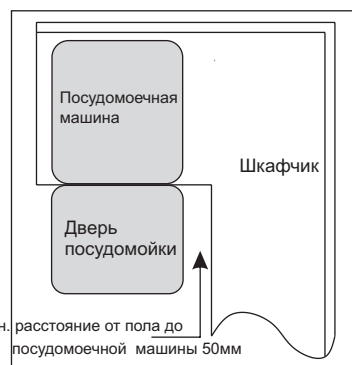 Посудомоечная
машина
Шкафчик
Дверь
посудомойки
н. расстояние от пола до
посудомоечной машины 50мм